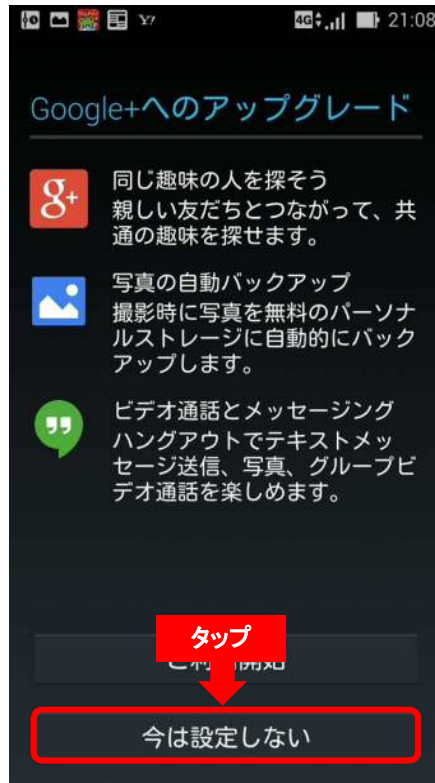 Y? 4G 21:08
Google+へのアップグレード
g+ 同じ趣味の人を探そう
親しい友だちとつながって、共
通の趣味を探せます。
写真の自動バックアップ
撮影時に写真を無料のパーソナ
ルストレージに自動的にバック
アップします。
ビデオ通話とメッセージング
ハングアウトでテキストメッ
セージ送信、写真、グループビ
デオ通話を楽しめます。
タップ
ご利用開始
今は設定しない